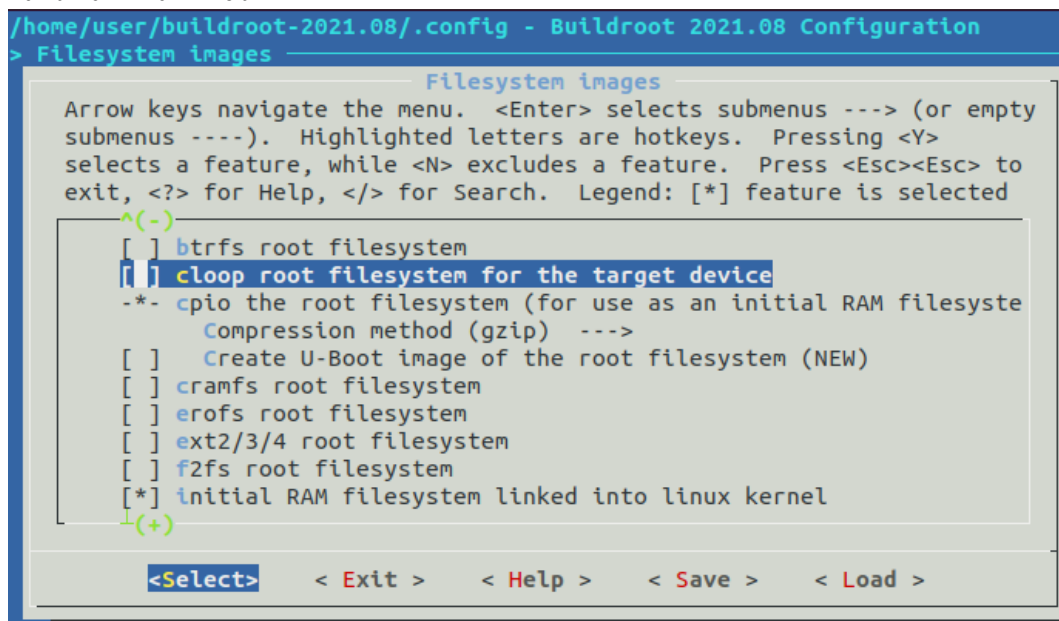 /home/user/buildroot-2021.08/.config - Buildroot 2021.08 Configuration
> Filesystem images
Filesystem images
Arrow keys navigate the menu.  <Enter> selects submenus ---> (or empty
submenus ----).  Highlighted letters are hotkeys.  Pressing <Y>
selects a feature, while <N> excludes a feature.  Press <Esc><Esc> to
exit, <?> for Help, </> for Search.  Legend: [*] feature is selected
^(-)
[ ] btrfs root filesystem
[ ] cloop root filesystem for the target device
-*- cpio the root filesystem (for use as an initial RAM filesyste
Compression method (gzip)  --->
[ ]   Create U-Boot image of the root filesystem (NEW)
[ ] cramfs root filesystem
[ ] erofs root filesystem
[ ] ext2/3/4 root filesystem
[ ] f2fs root filesystem
[*] initial RAM filesystem linked into linux kernel
(+)
<Select>    < Exit >    < Help >    < Save >    < Load >